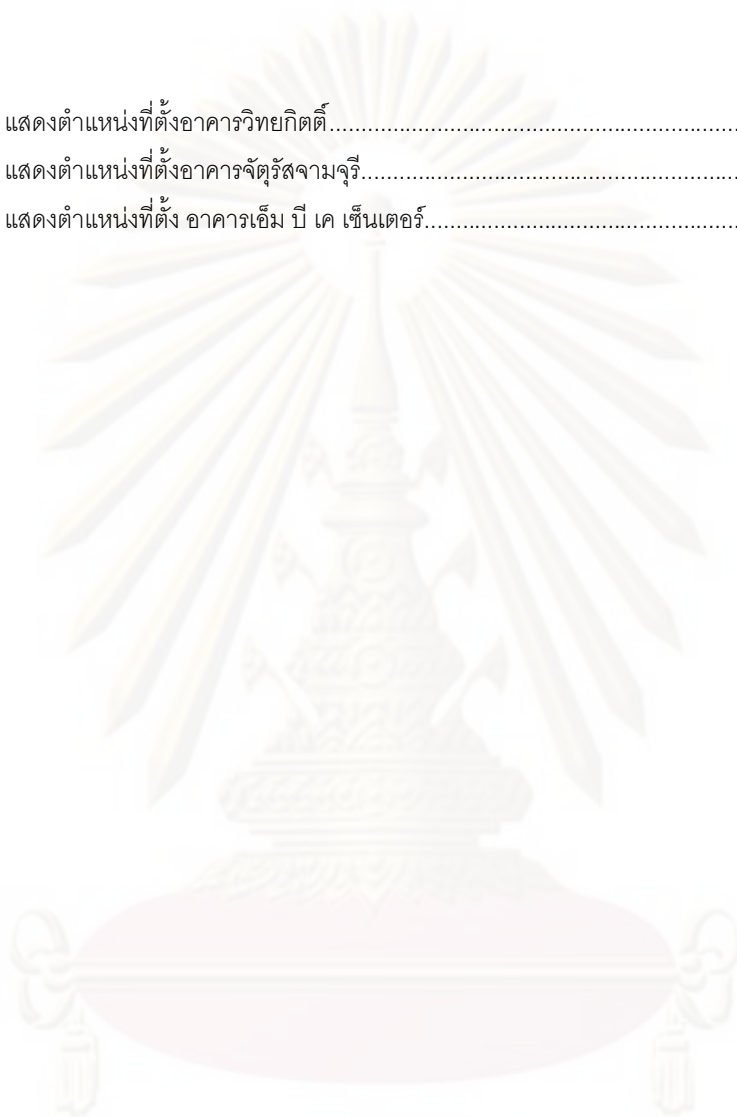 แสดงตำแหน่งที่ตั้งอาคารวิทยกิตติ์......................................................................
แสดงตำแหน่งที่ตั้งอาคารจัตุรัสจามจุรี.................................................................
แสดงตำแหน่งที่ตั้ง อาคารเอ็ม บี เค เซ็นเตอร์.......................................................